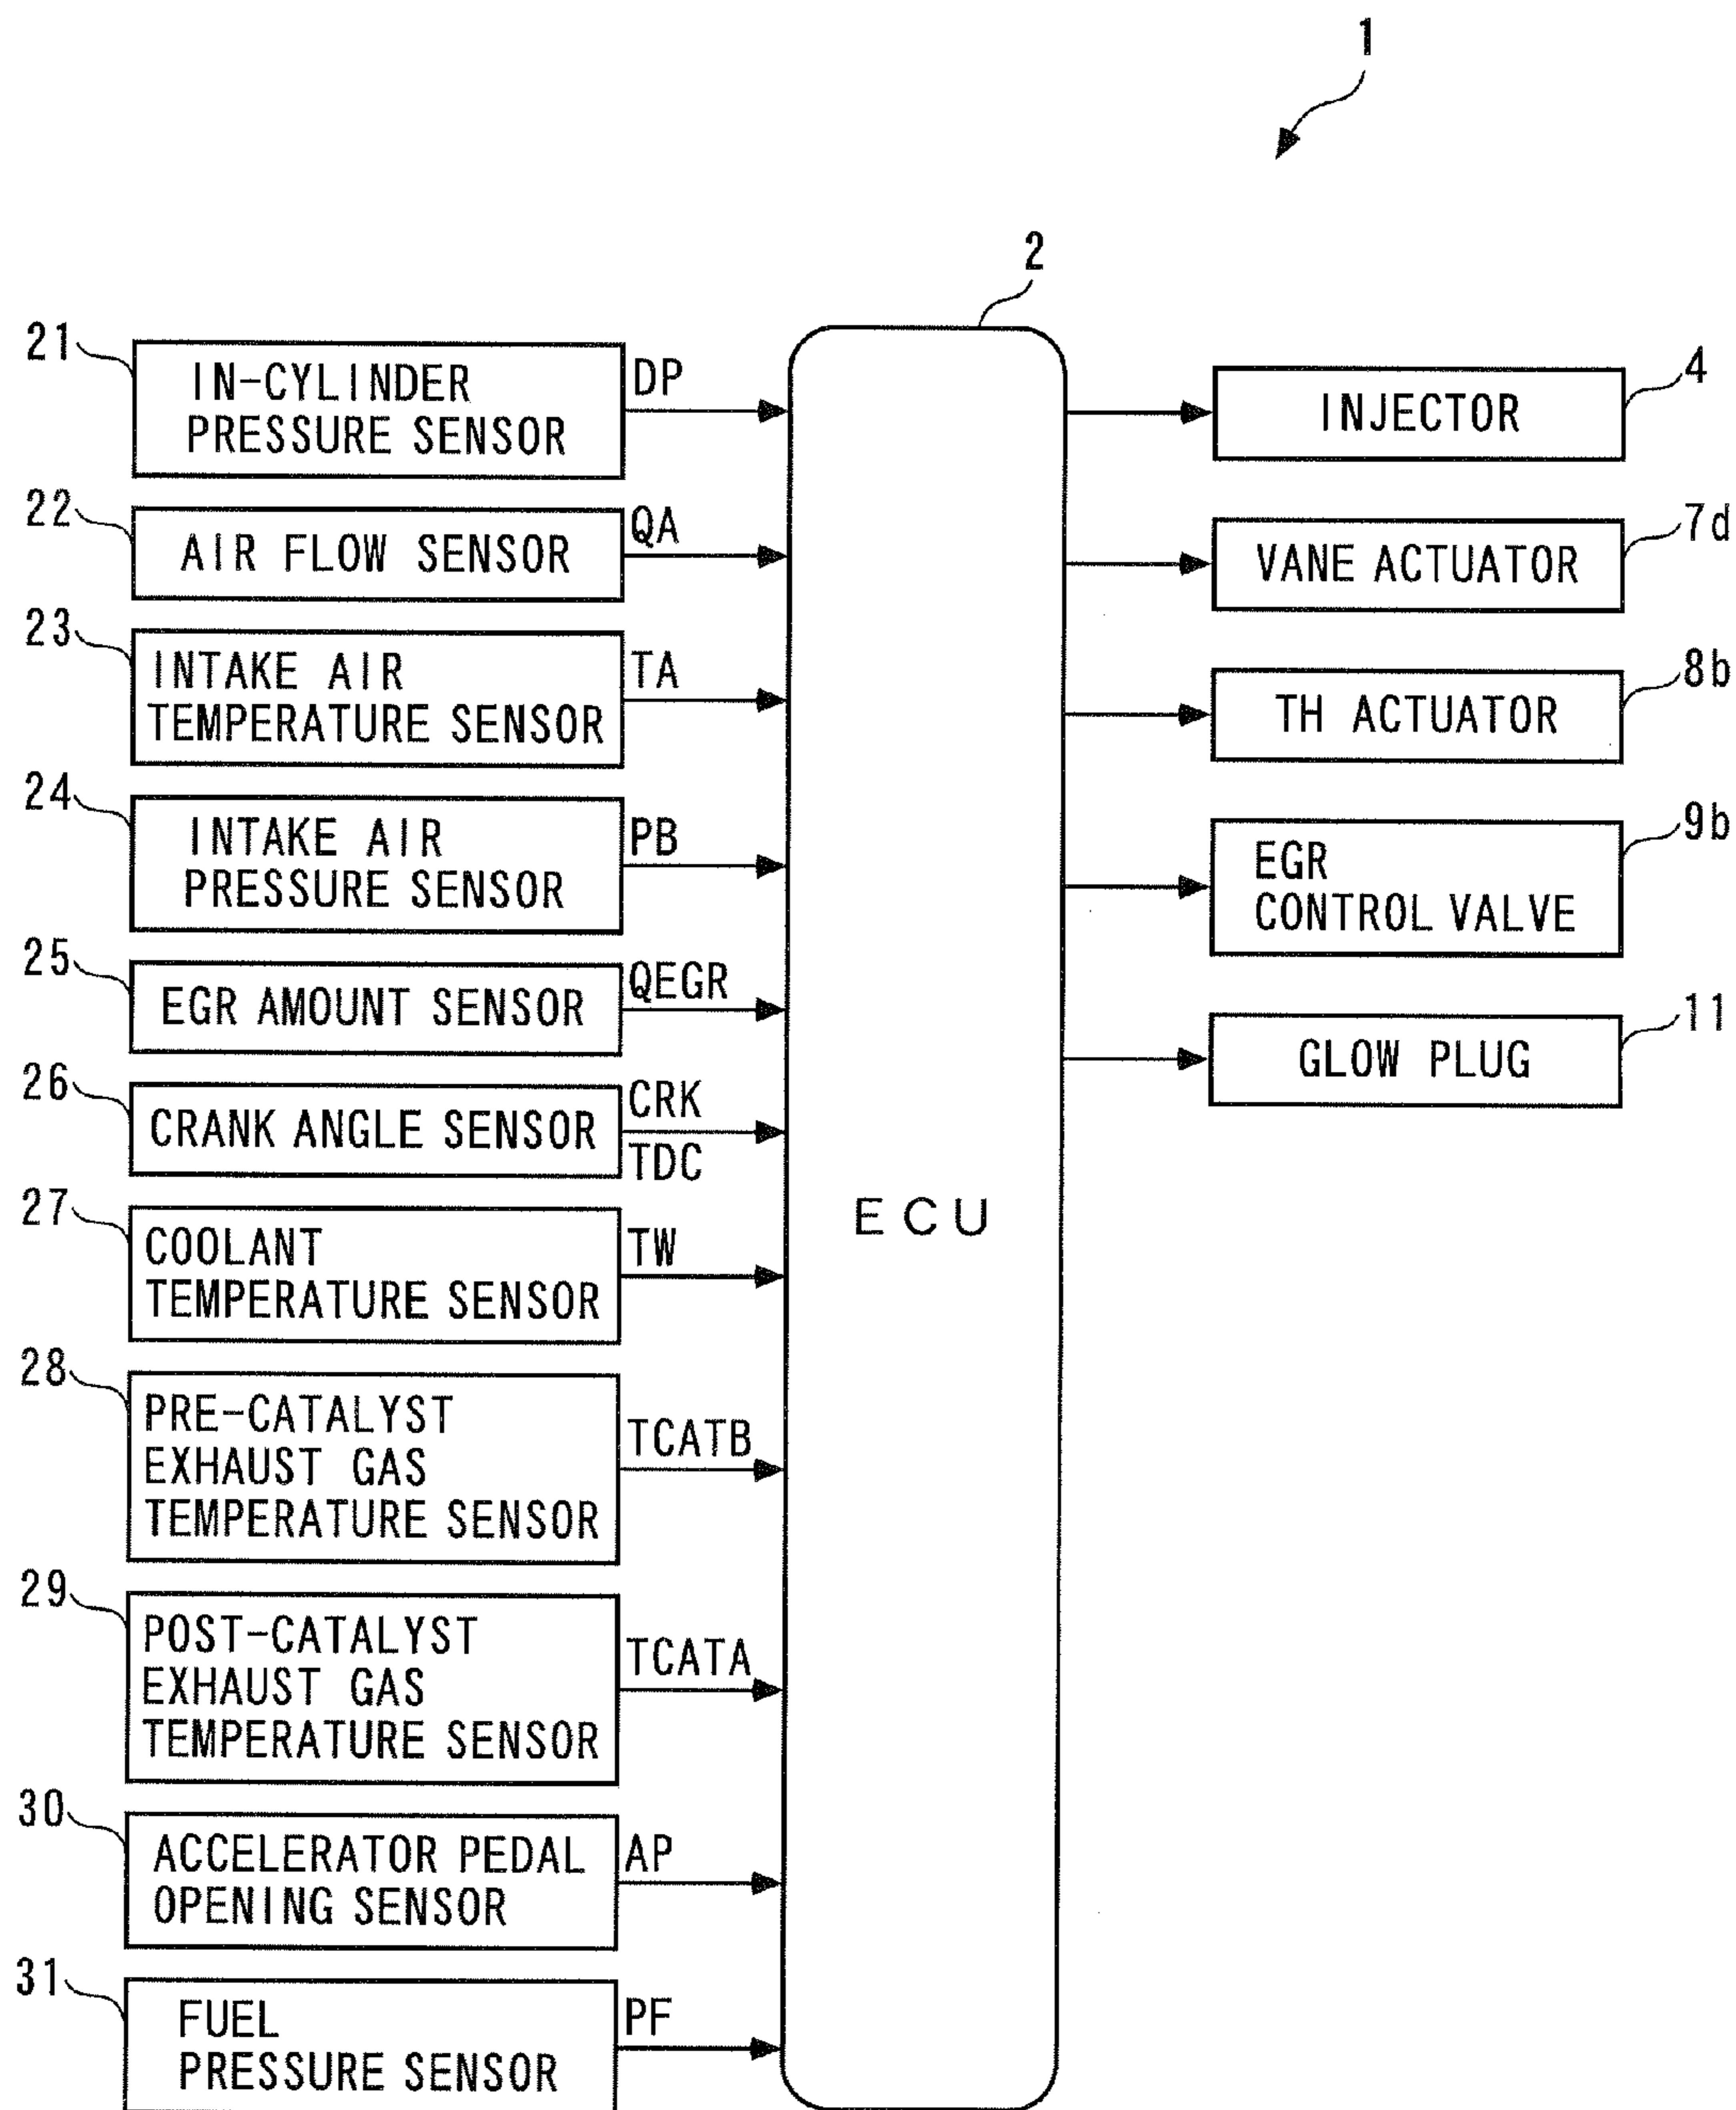 1
2
21
IN-CYLINDER
PRESSURE SENSOR
DP
22
AIR FLOW SENSOR
QA
23
INTAKE AIR
TEMPERATURE SENSOR
TA
24
INTAKE AIR
PRESSURE SENSOR
PB
25
EGR AMOUNT SENSOR
QEGR
26
CRANK ANGLE SENSOR
CRK
TDC
27
COOLANT
TEMPERATURE SENSOR
TW
28
PRE-CATALYST
EXHAUST GAS
TEMPERATURE SENSOR
TCATB
29
POST-CATALYST
EXHAUST GAS
TEMPERATURE SENSOR
TCATA
30
ACCELERATOR PEDAL
OPENING SENSOR
AP
31
FUEL
PRESSURE SENSOR
PF
ECU
4
INJECTOR
7d
VANE ACTUATOR
8b
TH ACTUATOR
9b
EGR
CONTROL VALVE
11
GLOW PLUG